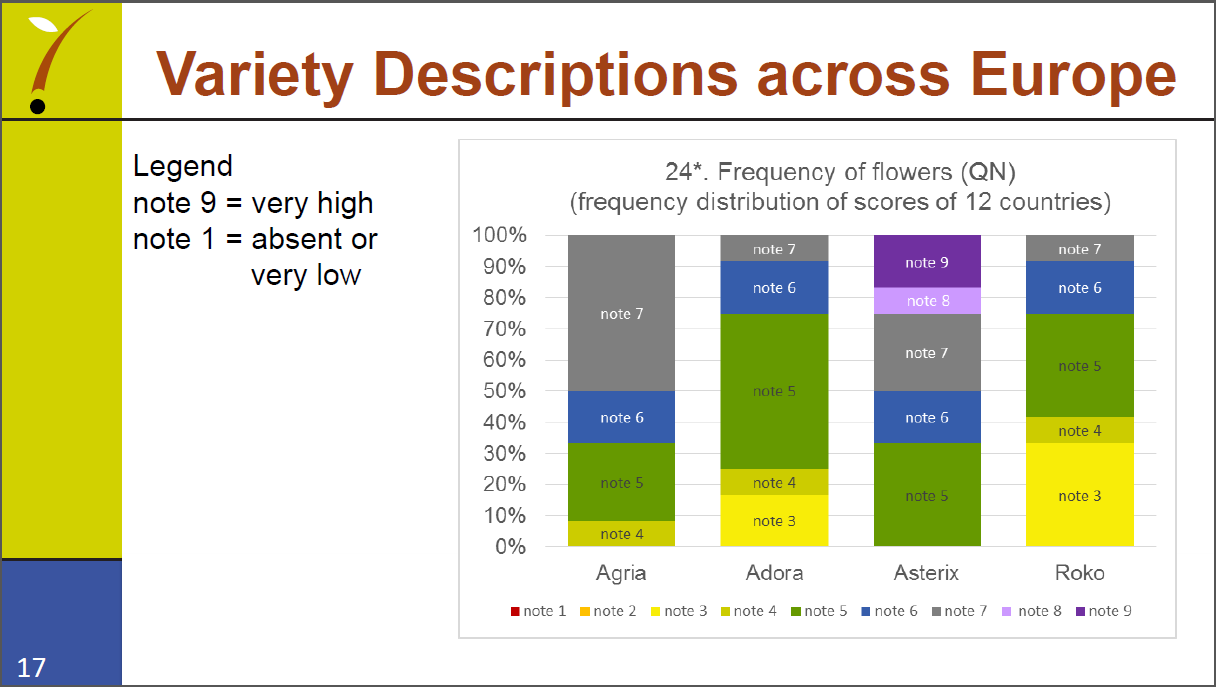 Variety Descriptions across Europe
Legend
note 9 = very high
note 1 = absent or
very low
24*. Frequency of flowers (QN)
(frequency distribution of scores of 12 countries)
100%
90%
80%
70%
60%
50%
40%
30%
20%
10%
0%
note 7
note 6
note 5
note 4
note 7
note 6
note 5
note 4
note 3
note 9
note 8
note 7
note 6
note 5
note 7
note 6
note 5
note 4
note 3
Agria Adora Asterix Roko
note 1 note 2 note 3 note 4 note 5 note 6 note 7 note 8 note 9
17